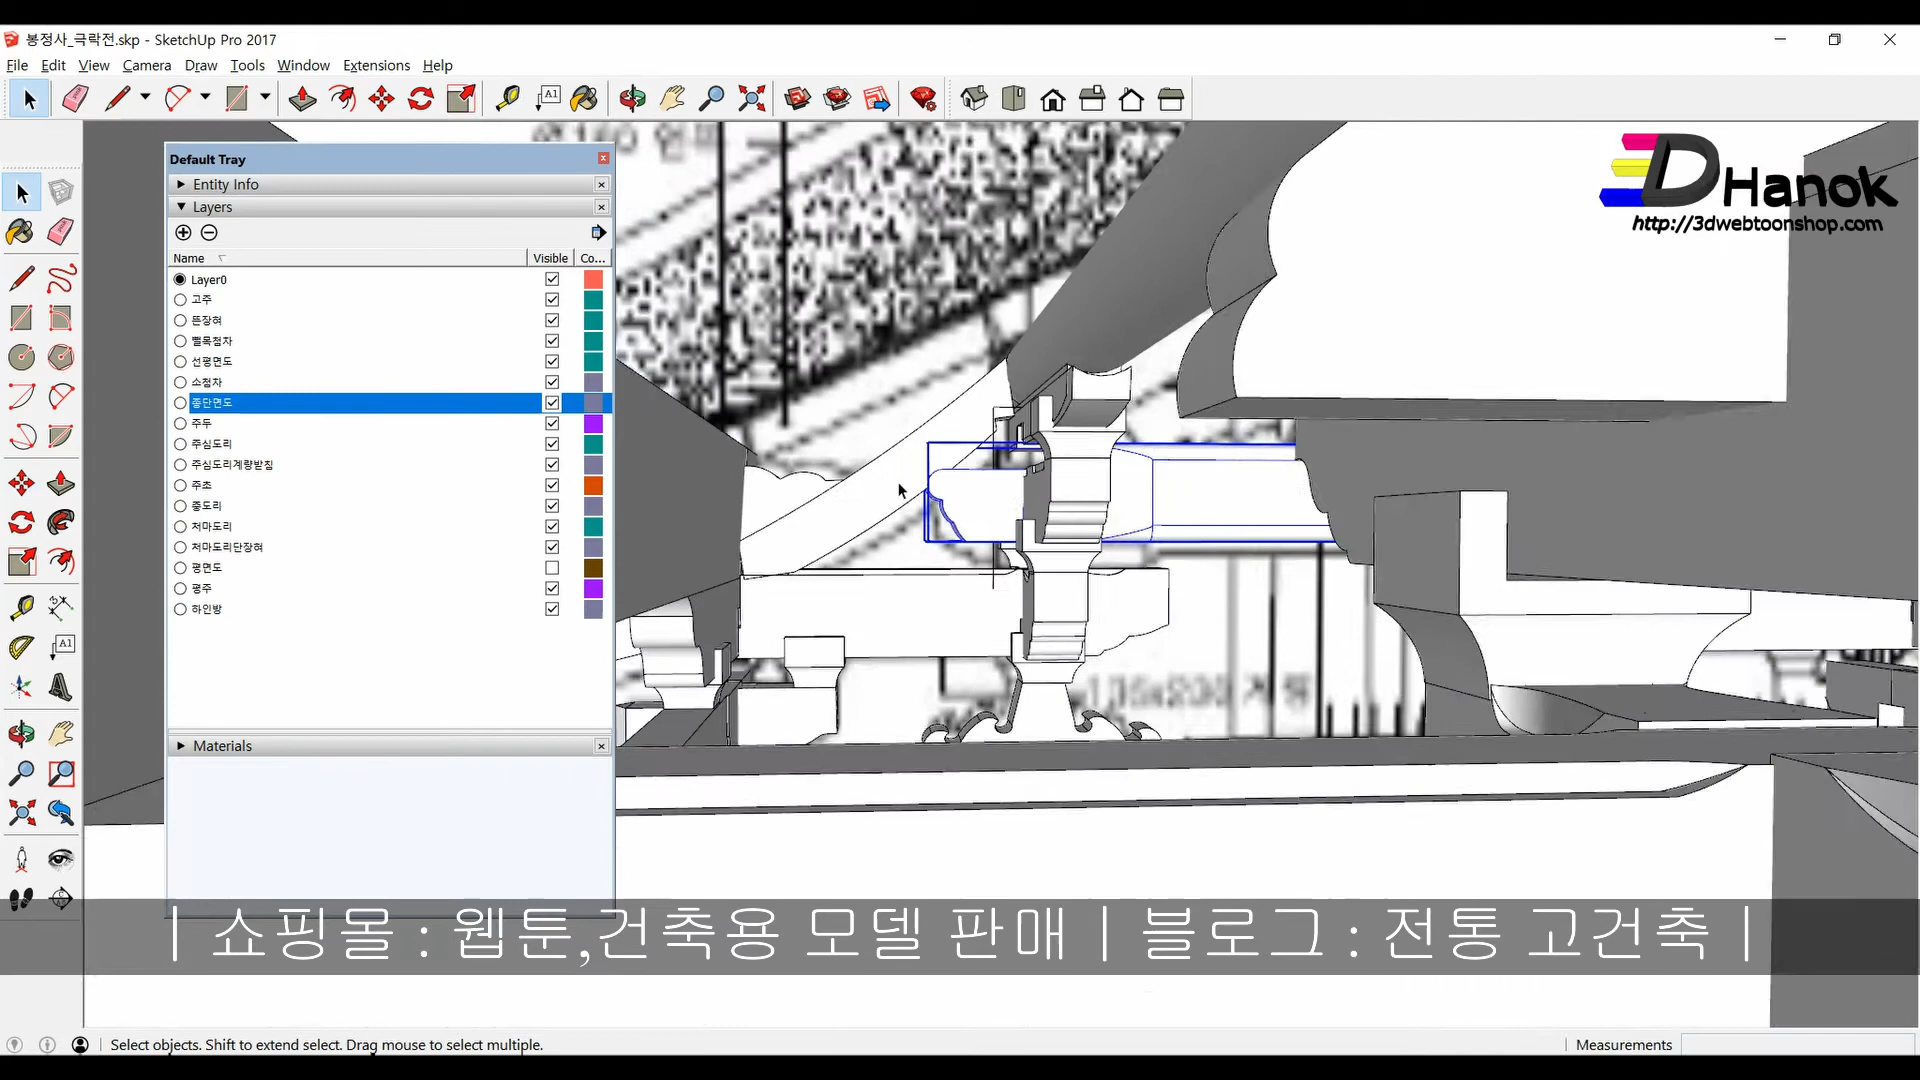 봉정사_극락전.skp - SketchUp Pro 2017
File Edit View Camera Draw Tools Window Extensions Help
Default Tray
Entity Info
Layers
Name Visible Co...
Layer0
고주
뜬장혀
뺄목첨차
선평면도
소첨차
종단면도
주두
주심도리
주심도리계량받침
주초
중도리
처마도리
처마도리단장혀
평면도
평주
하인방
Materials
3DHanok
http://3dwebtoonshop.com
| 쇼핑몰 : 웹툰,건축용 모델 판매 | 블로그 : 전통 고건축 |
Select objects. Shift to extend select. Drag mouse to select multiple.
Measurements